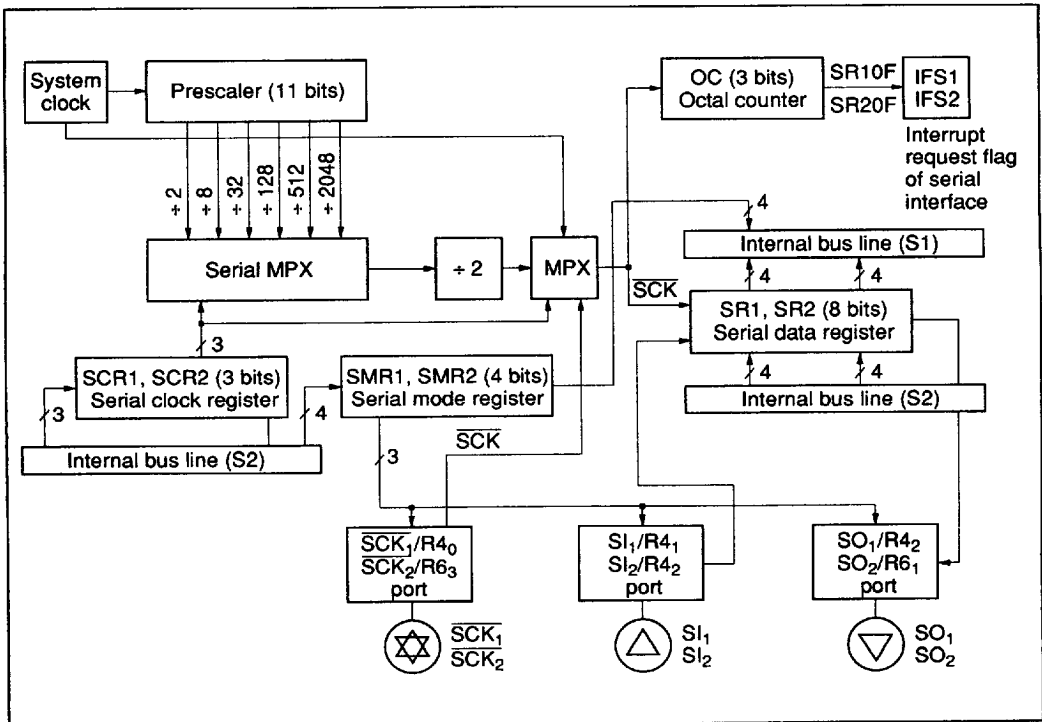 System
clock
Prescaler (11 bits)
OC (3 bits)
Octal counter
SR10F
SR20F
IFS1
IFS2
Interrupt
request flag
of serial
interface
÷ 2
÷ 8
÷ 32
÷ 128
÷ 512
÷ 2048
4
Internal bus line (S1)
Serial MPX
÷ 2
MPX
SCK
4
4
SR1, SR2 (8 bits)
Serial data register
3
SCR1, SCR2 (3 bits)
Serial clock register
SMR1, SMR2 (4 bits)
Serial mode register
4
4
3
4
Internal bus line (S2)
Internal bus line (S2)
3
SCK
SCK₁/R4₀
SCK₂/R6₃
port
SI₁/R4₁
SI₂/R4₂
port
SO₁/R4₂
SO₂/R6₁
port
SCK₁
SCK₂
SI₁
SI₂
SO₁
SO₂